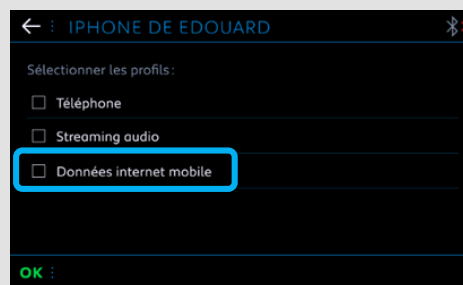 IPHONE DE EDOUARD
Sélectionner les profils:
Téléphone
Streaming audio
Données internet mobile
OK